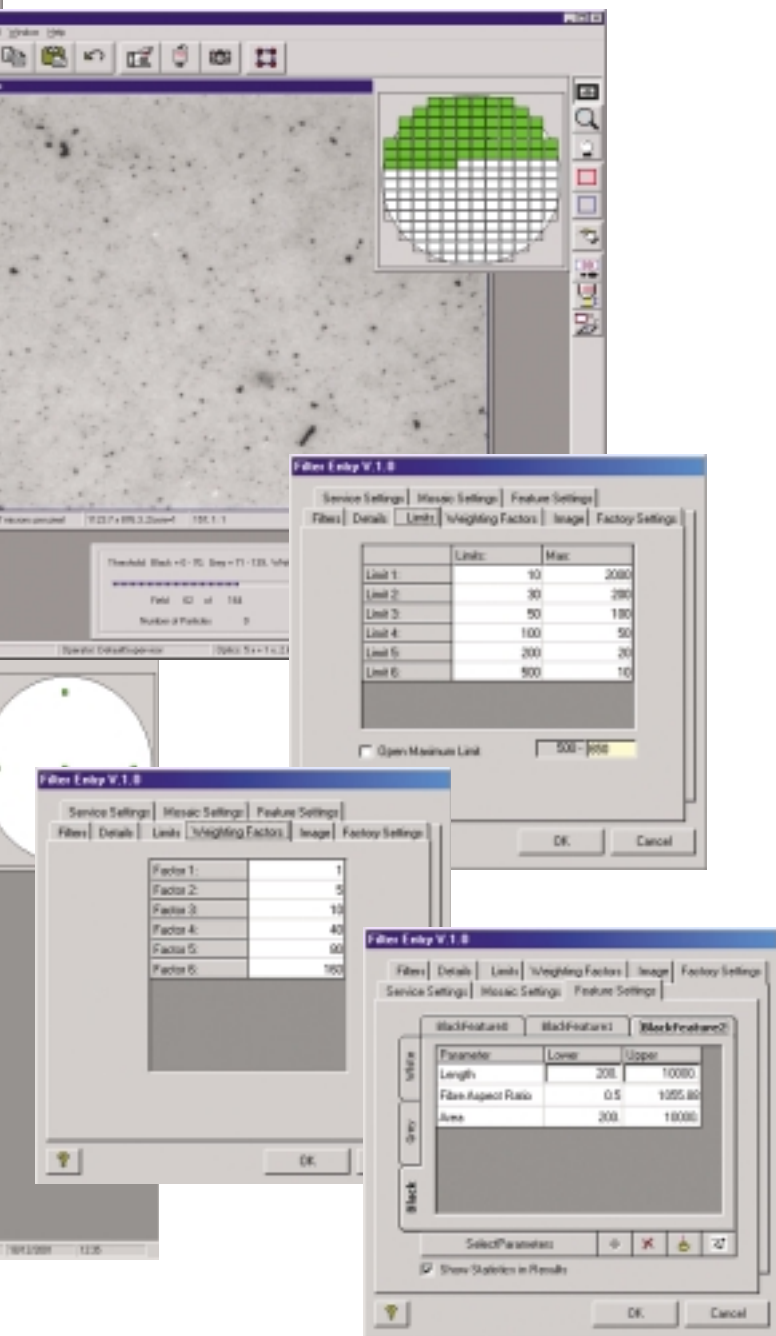 Window Help
Threshold: Black = 0 - 70, Grey = 71 -
Field 62 of 184
Number of Particles 0
Filter Entry V.1.0
Service Settings Mosaic Settings Feature Settings
Filters Details Limits Weighting Factors Image Factory Settings
Limits: Max:
Limit 1: 10 2000
Limit 2: 30 200
Limit 3: 50 100
Limit 4: 100 50
Limit 5: 200 20
Limit 6: 500 10
Open Maximum Limit 500 -
OK Cancel
Filter Entry V.1.0
Service Settings Mosaic Settings Feature Settings
Filters Details Limits Weighting Factors Image Factory Settings
Factor 1: 1
Factor 2: 5
Factor 3: 10
Factor 4: 40
Factor 5: 80
Factor 6: 160
OK
12:35
Filter Entry V.1.0
Filters Details Limits Weighting Factors Image Factory Settings
Service Settings Mosaic Settings Feature Settings
BlackFeature0 BlackFeature1 BlackFeature2
White
Grey
Black
Parameter Lower Upper
Length 200. 10000.
Fibre Aspect Ratio 0.5 1055.88
Area 200. 10000.
SelectParameters
Show Statistics in Results
OK Cancel